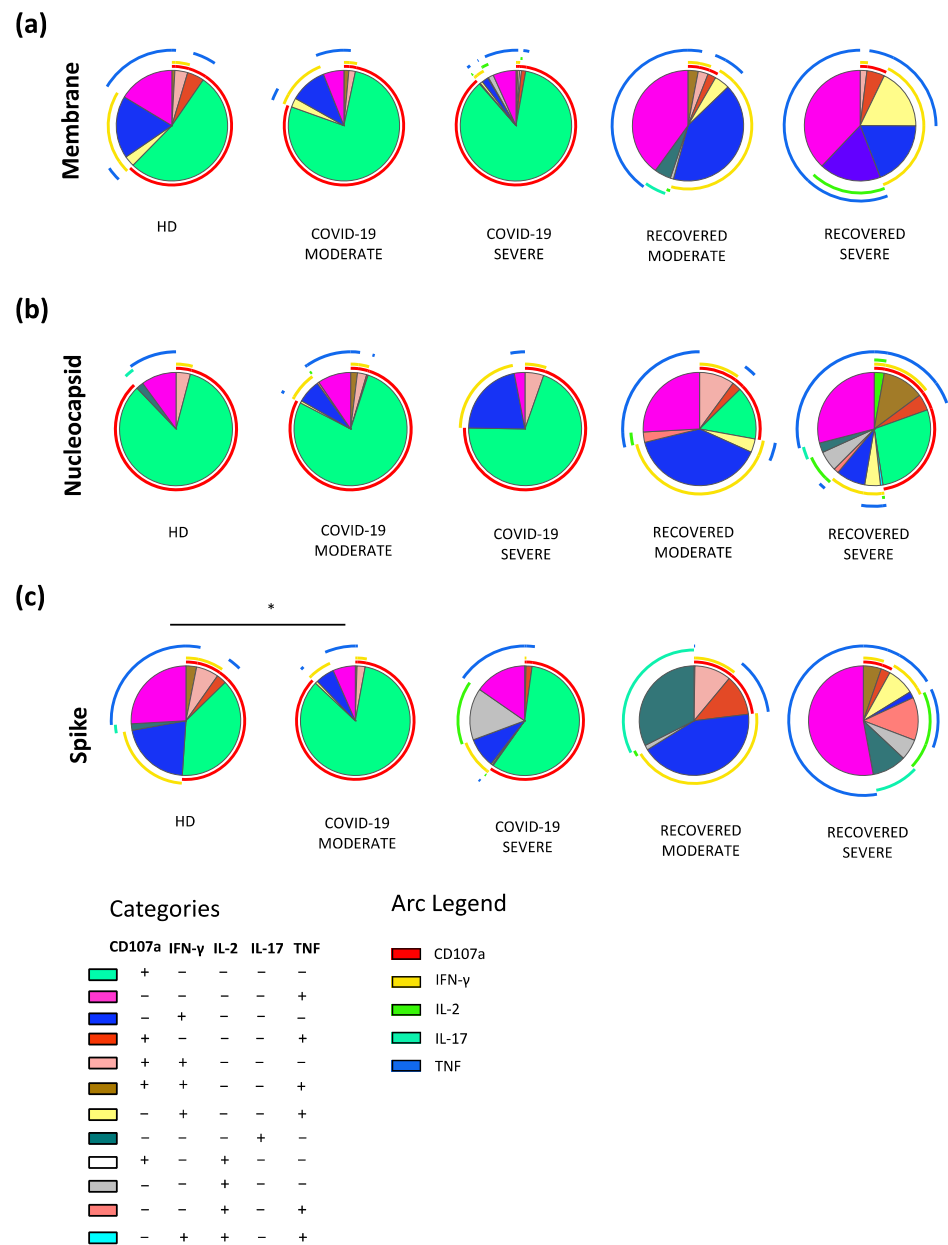 (a)
Membrane
HD
COVID-19
MODERATE
COVID-19
SEVERE
RECOVERED
MODERATE
RECOVERED
SEVERE
(b)
Nucleocapsid
HD
COVID-19
MODERATE
COVID-19
SEVERE
RECOVERED
MODERATE
RECOVERED
SEVERE
(c)
*
Spike
HD
COVID-19
MODERATE
COVID-19
SEVERE
RECOVERED
MODERATE
RECOVERED
SEVERE
Categories
CD107a IFN-γ IL-2 IL-17 TNF
+ – – – –
– – – – +
– + – – –
+ – – – +
+ + – – –
+ + – – +
– + – – +
– – – + –
+ – + – –
– – + – –
– – + – +
– + + – +
Arc Legend
CD107a
IFN-γ
IL-2
IL-17
TNF